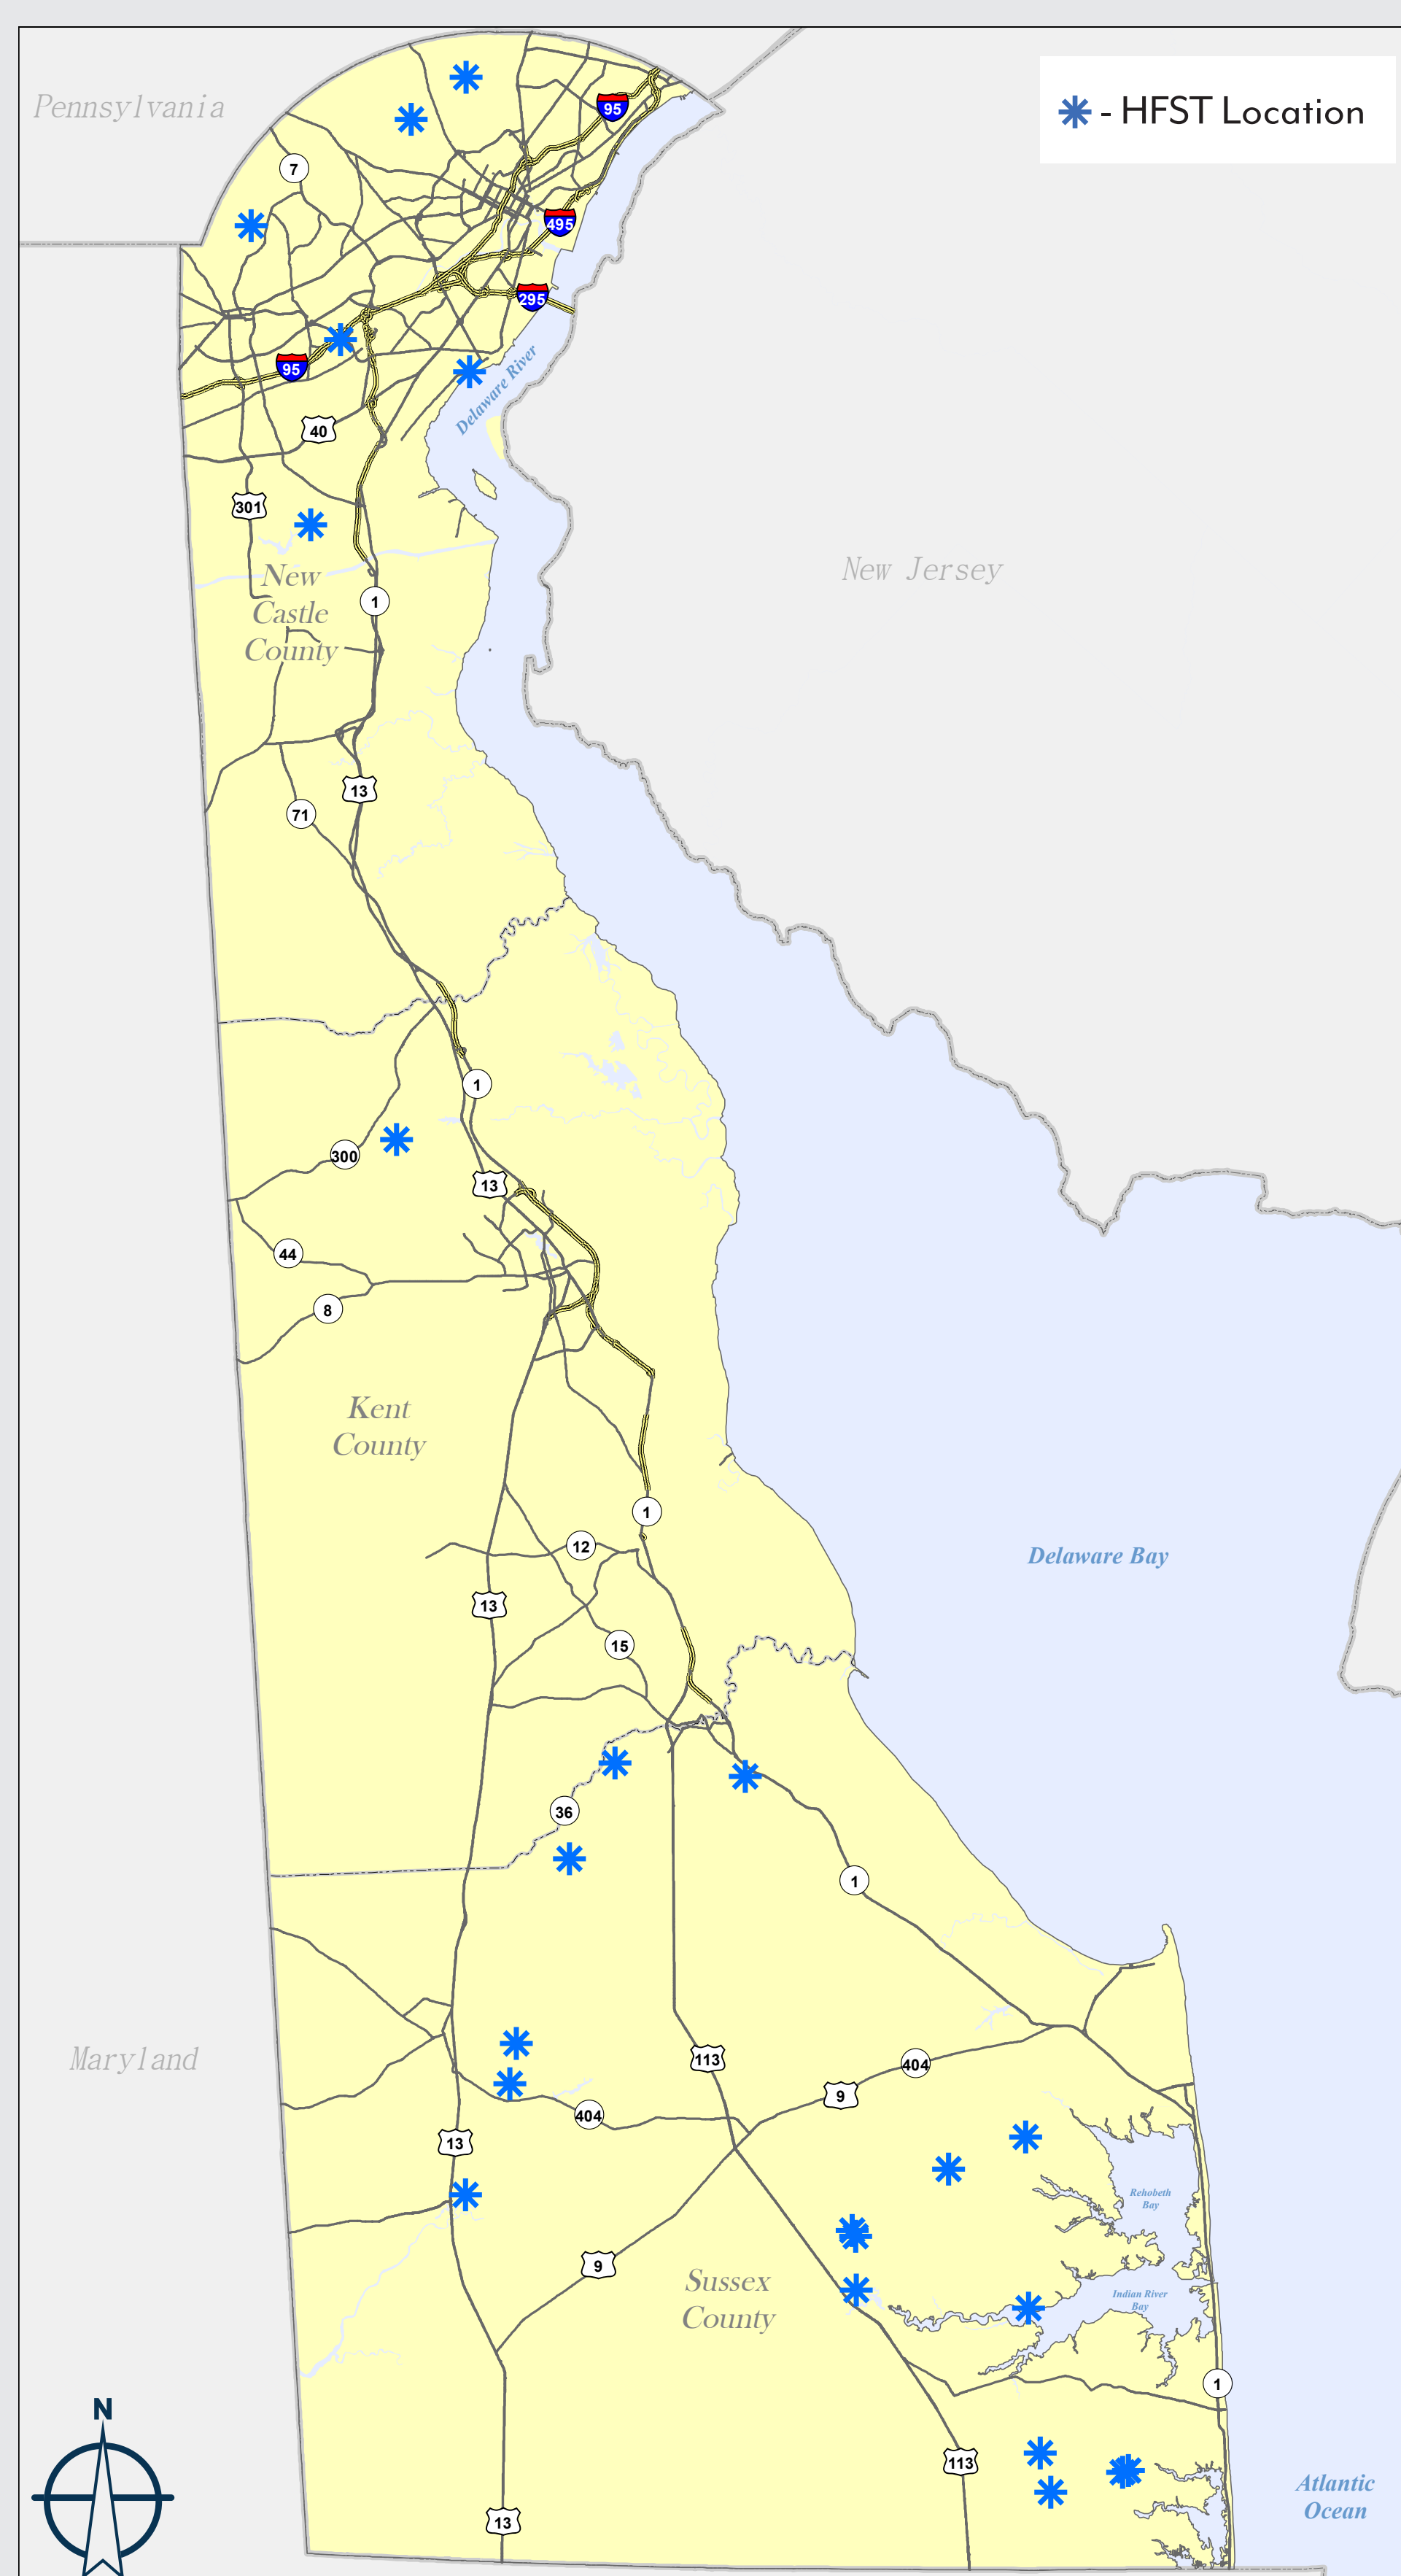 Pennsylvania
95
- HFST Location
7
495
295
95
Delaware River
40
301
New Jersey
New
Castle
County
1
13
71
1
300
13
44
8
Kent
County
1
12
Delaware Bay
13
15
36
1
Maryland
113
404
9
404
13
Rehobeth
Bay
9
Sussex
County
Indian River
Bay
1
N
113
Atlantic
Ocean
13